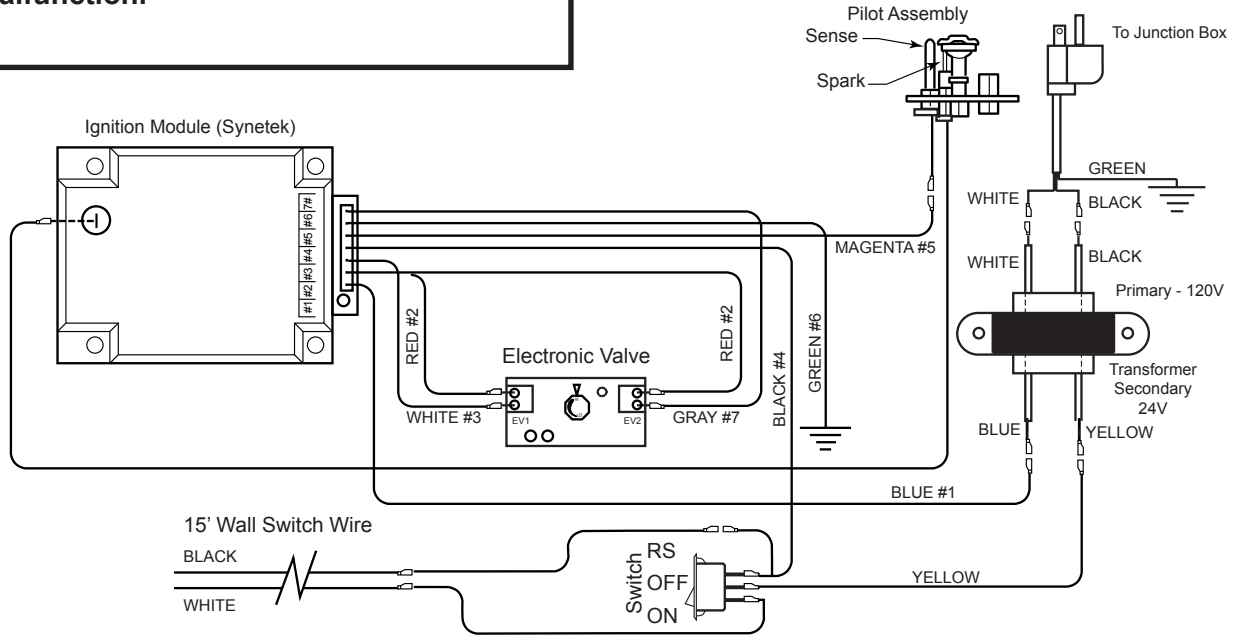 Pilot Assembly
Sense
Spark
To Junction Box
Ignition Module (Synetek)
#1 #2 #3 #4 #5 #6 7#
GREEN
WHITE
BLACK
MAGENTA #5
WHITE
BLACK
Primary - 120V
RED #2
RED #2
BLACK #4
GREEN #6
Electronic Valve
EV1
EV2
WHITE #3
GRAY #7
Transformer
Secondary
24V
BLUE
YELLOW
BLUE #1
15' Wall Switch Wire
BLACK
WHITE
Switch
RS
OFF
ON
YELLOW